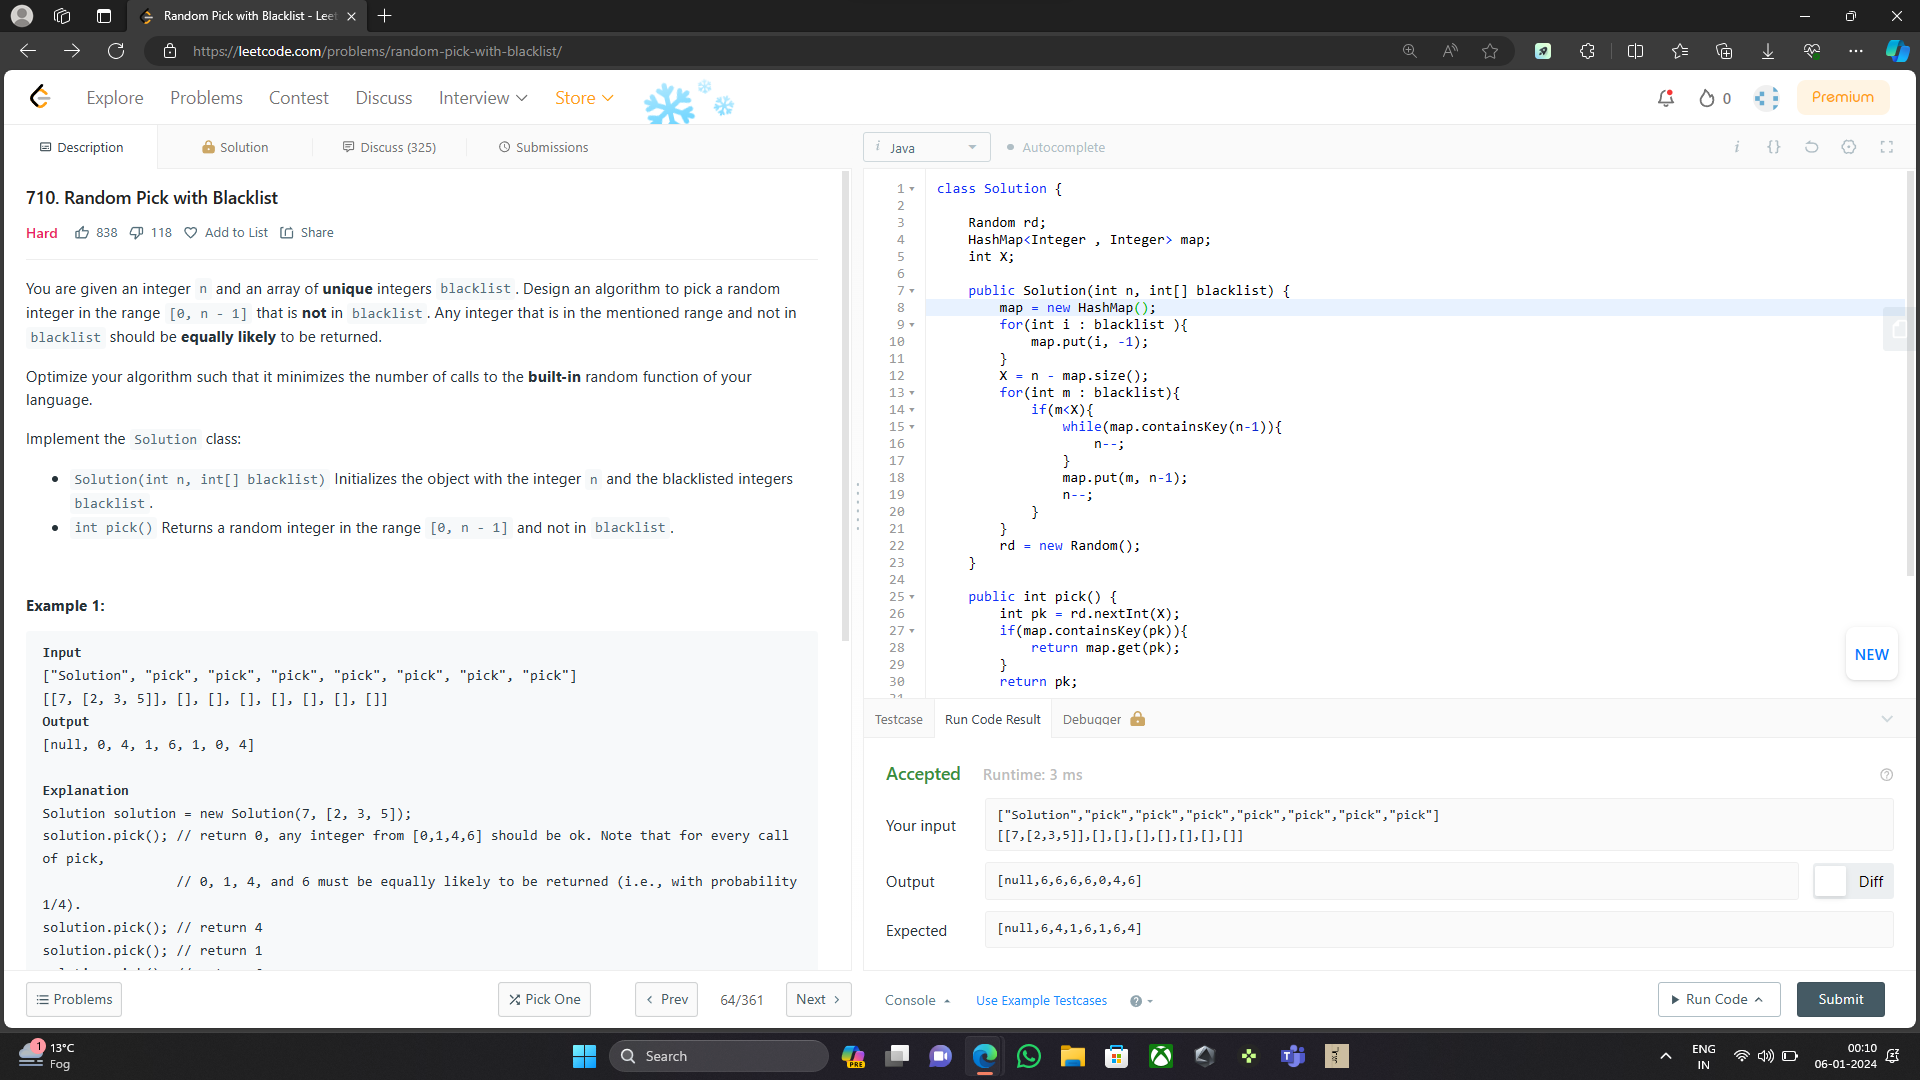 Random Pick with Blacklist - Leet
https://leetcode.com/problems/random-pick-with-blacklist/
Explore Problems Contest Discuss Interview Store 0 Premium
Description Solution Discuss (325) Submissions
i Java Autocomplete i {}
710. Random Pick with Blacklist
Hard 838 118 Add to List Share
You are given an integer n and an array of unique integers blacklist. Design an algorithm to pick a random
integer in the range [0, n - 1] that is not in blacklist. Any integer that is in the mentioned range and not in
blacklist should be equally likely to be returned.
Optimize your algorithm such that it minimizes the number of calls to the built-in random function of your
language.
Implement the Solution class:
• Solution(int n, int[] blacklist) Initializes the object with the integer n and the blacklisted integers
blacklist.
• int pick() Returns a random integer in the range [0, n - 1] and not in blacklist.
Example 1:
Input
["Solution", "pick", "pick", "pick", "pick", "pick", "pick", "pick"]
[[7, [2, 3, 5]], [], [], [], [], [], [], []]
Output
[null, 0, 4, 1, 6, 1, 0, 4]
Explanation
Solution solution = new Solution(7, [2, 3, 5]);
solution.pick(); // return 0, any integer from [0,1,4,6] should be ok. Note that for every call
of pick,
// 0, 1, 4, and 6 must be equally likely to be returned (i.e., with probability
1/4).
solution.pick(); // return 4
solution.pick(); // return 1
1 class Solution {
2
3 Random rd;
4 HashMap<Integer , Integer> map;
5 int X;
6
7 public Solution(int n, int[] blacklist) {
8 map = new HashMap();
9 for(int i : blacklist ){
10 map.put(i, -1);
11 }
12 X = n - map.size();
13 for(int m : blacklist){
14 if(m<X){
15 while(map.containsKey(n-1)){
16 n--;
17 }
18 map.put(m, n-1);
19 n--;
20 }
21 }
22 rd = new Random();
23 }
24
25 public int pick() {
26 int pk = rd.nextInt(X);
27 if(map.containsKey(pk)){
28 return map.get(pk);
29 }
30 return pk;
NEW
Testcase Run Code Result Debugger
Accepted Runtime: 3 ms
Your input
["Solution","pick","pick","pick","pick","pick","pick","pick"]
[[7,[2,3,5]],[],[],[],[],[],[],[]]
Output [null,6,6,6,6,0,4,6] Diff
Expected [null,6,4,1,6,1,6,4]
Problems Pick One Prev 64/361 Next Console Use Example Testcases Run Code Submit
1 13°C
Fog
Search
PRE
ENG
IN
00:10
06-01-2024